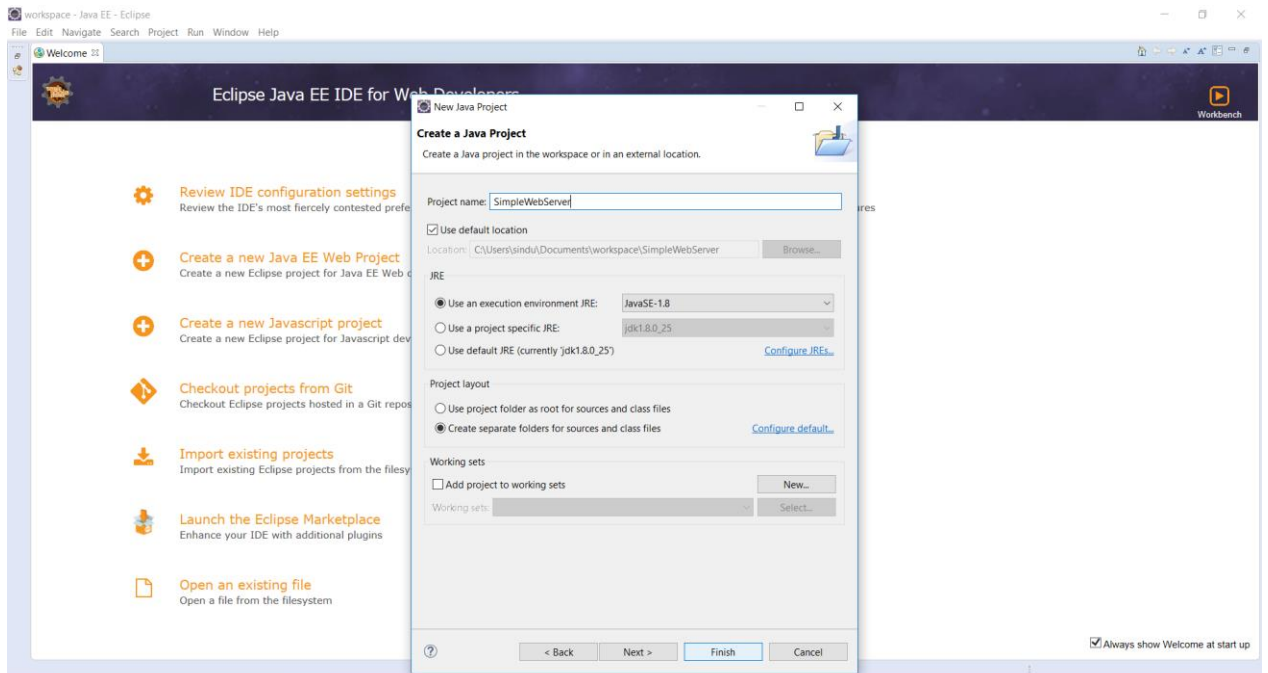 workspace - Java EE - Eclipse
File Edit Navigate Search Project Run Window Help
Welcome
Eclipse Java EE IDE for Web Developers
Workbench
Review IDE configuration settings
Review the IDE's most fiercely contested prefe
Create a new Java EE Web Project
Create a new Eclipse project for Java EE Web d
Create a new Javascript project
Create a new Eclipse project for Javascript dev
Checkout projects from Git
Checkout Eclipse projects hosted in a Git repos
Import existing projects
Import existing Eclipse projects from the filesy
Launch the Eclipse Marketplace
Enhance your IDE with additional plugins
Open an existing file
Open a file from the filesystem
New Java Project
Create a Java Project
Create a Java project in the workspace or in an external location.
Project name: SimpleWebServer
Use default location
Location: C:\Users\sindu\Documents\workspace\SimpleWebServer Browse...
JRE
Use an execution environment JRE: JavaSE-1.8
Use a project specific JRE: jdk1.8.0_25
Use default JRE (currently 'jdk1.8.0_25') Configure JREs...
Project layout
Use project folder as root for sources and class files
Create separate folders for sources and class files Configure default...
Working sets
Add project to working sets New...
Working sets: Select...
< Back Next > Finish Cancel
ures
Always show Welcome at start up